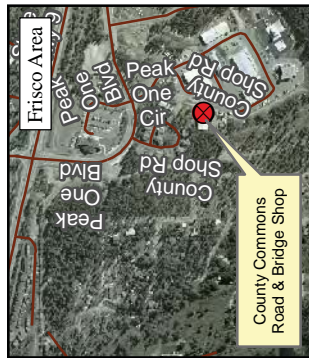 Frisco Area
Peak
One
Blvd
Peak
One
Cir
County
Shop Rd
County
Shop Rd
Peak
One
Blvd
County Commons
Road & Bridge Shop